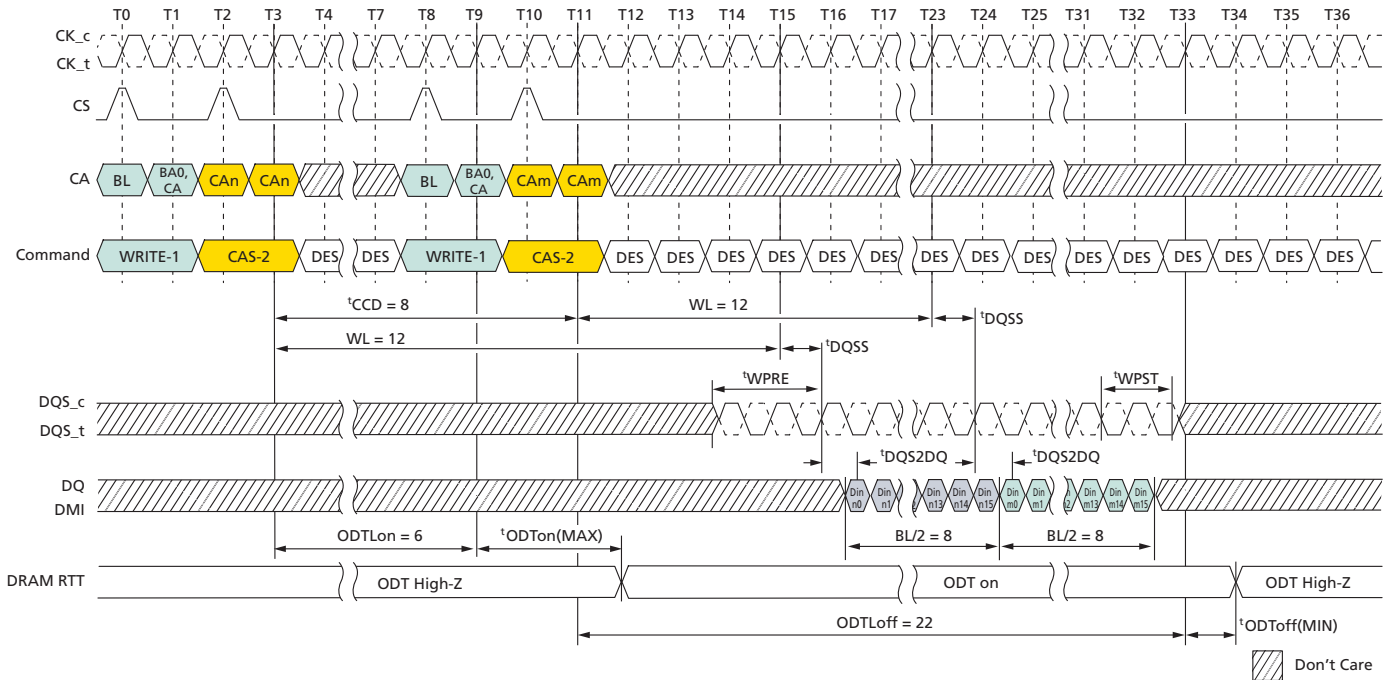 T0 T1 T2 T3 T4 T7 T8 T9 T10 T11 T12 T13 T14 T15 T16 T17 T23 T24 T25 T31 T32 T33 T34 T35 T36
CK_c
CK_t
CS
CA BL BA0, CA CAn CAn BL BA0, CA CAm CAm
Command WRITE-1 CAS-2 DES DES WRITE-1 CAS-2 DES DES DES DES DES DES DES DES DES DES DES DES DES DES DES
tCCD = 8 WL = 12 tDQSS
WL = 12 tDQSS
tWPRE tWPST
DQS_c
DQS_t
tDQS2DQ tDQS2DQ
DQ
DMI
Din n0 Din n1 Din n13 Din n14 Din n15 Din m0 Din m1 Din m13 Din m14 Din m15
BL/2 = 8 BL/2 = 8
ODTLon = 6 tODTon(MAX)
DRAM RTT ODT High-Z ODT on ODT High-Z
ODTLoff = 22 tODToff(MIN)
Don't Care